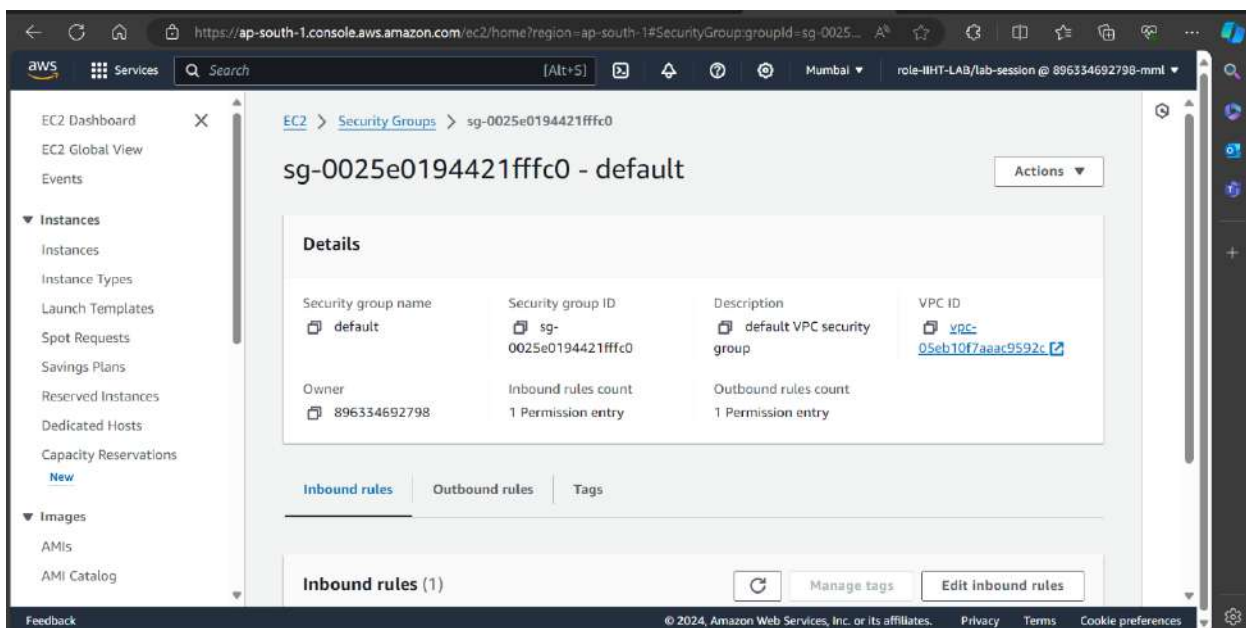 https://ap-south-1.console.aws.amazon.com/ec2/home?region=ap-south-1#SecurityGroup:groupId=sg-0025...
aws Services Search [Alt+S] Mumbai role-IIHT-LAB/lab-session @ 896334692798-mml
EC2 Dashboard
EC2 Global View
Events
Instances
Instances
Instance Types
Launch Templates
Spot Requests
Savings Plans
Reserved Instances
Dedicated Hosts
Capacity Reservations
New
Images
AMIs
AMI Catalog
EC2 > Security Groups > sg-0025e0194421fffc0
sg-0025e0194421fffc0 - default
Actions
Details
Security group name
default
Security group ID
sg-
0025e0194421fffc0
Description
default VPC security
group
VPC ID
vpc-
05eb10f7aaac9592c
Owner
896334692798
Inbound rules count
1 Permission entry
Outbound rules count
1 Permission entry
Inbound rules Outbound rules Tags
Inbound rules (1) Manage tags Edit inbound rules
Feedback © 2024, Amazon Web Services, Inc. or its affiliates. Privacy Terms Cookie preferences